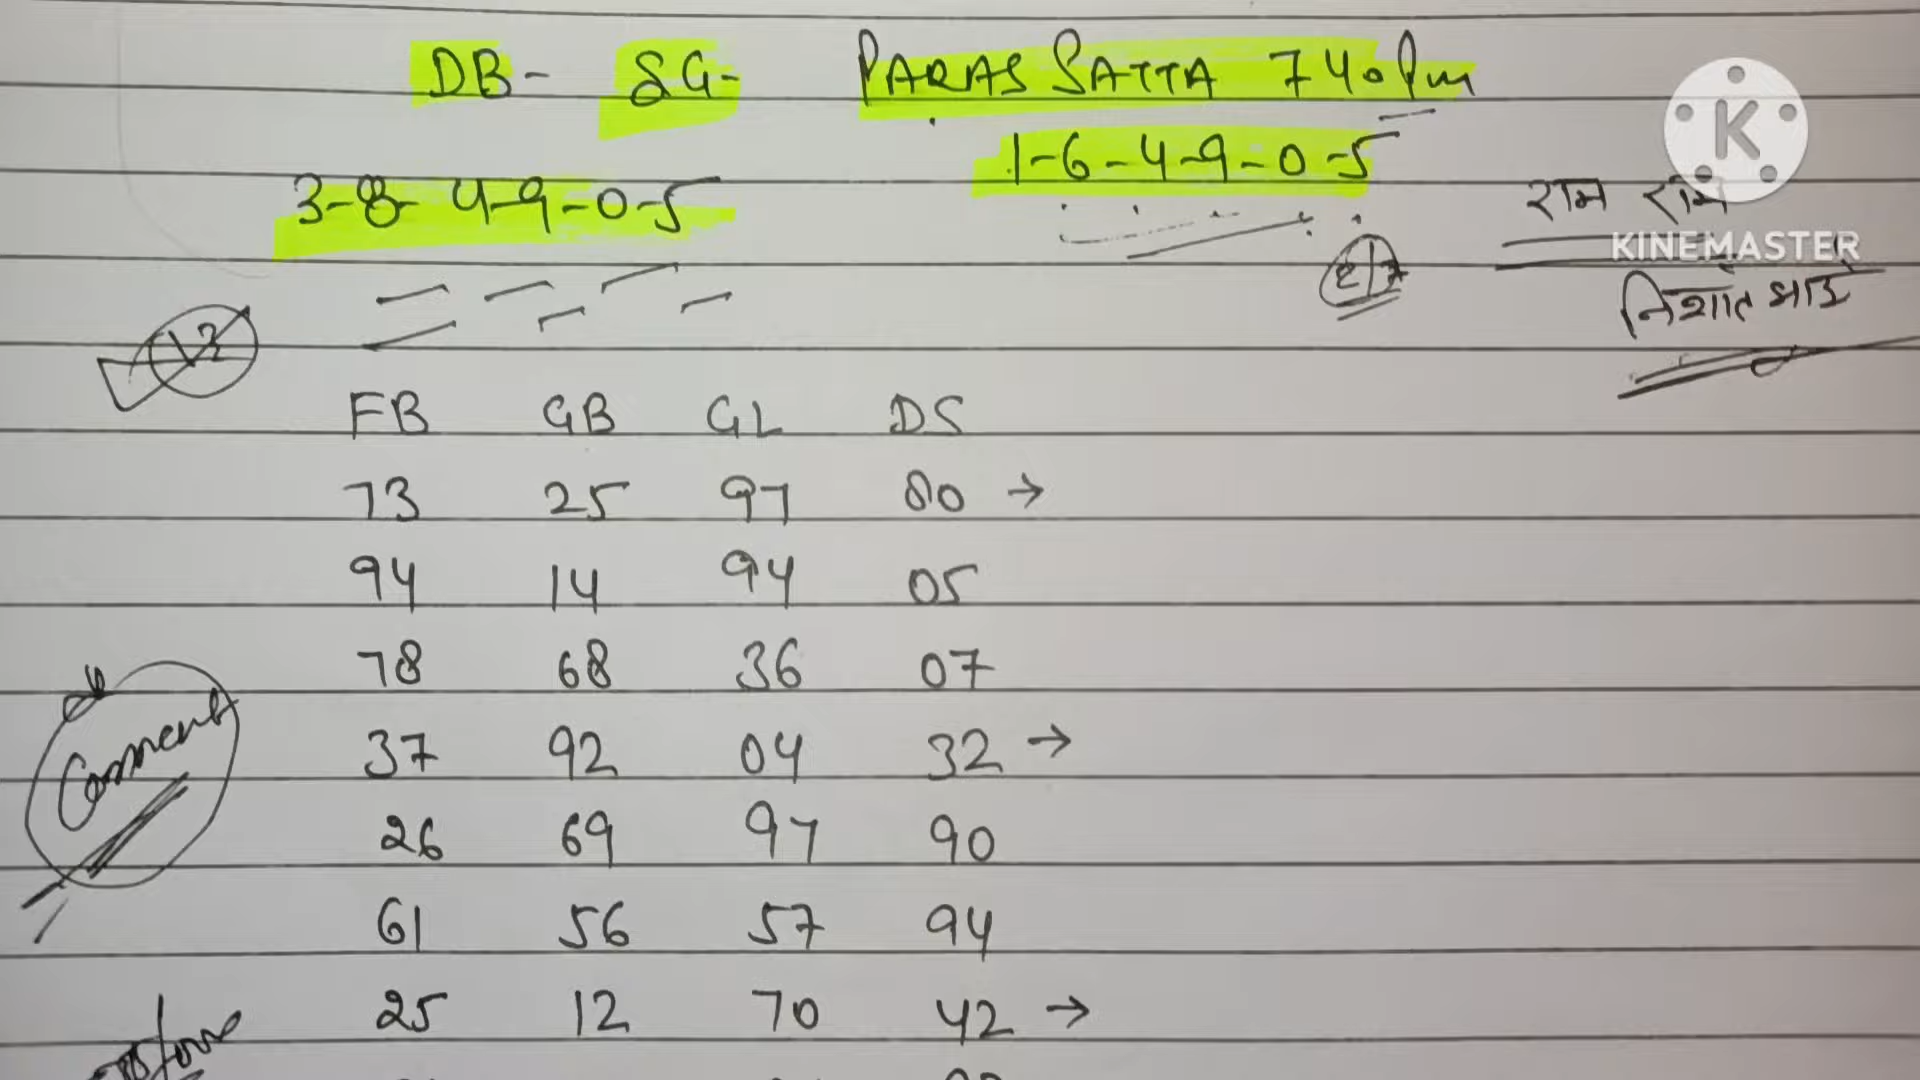 DB- SG- PARAS SATTA 740 Pm
1-6-4-9-0-5
3-8-4-9-0-5
राम राम
K
KINEMASTER
FB GB GL DS
73 25 97 80 →
94 14 94 05
78 68 36 07
37 92 04 32 →
26 69 97 90
Comment
61 56 57 94
25 12 70 42 →